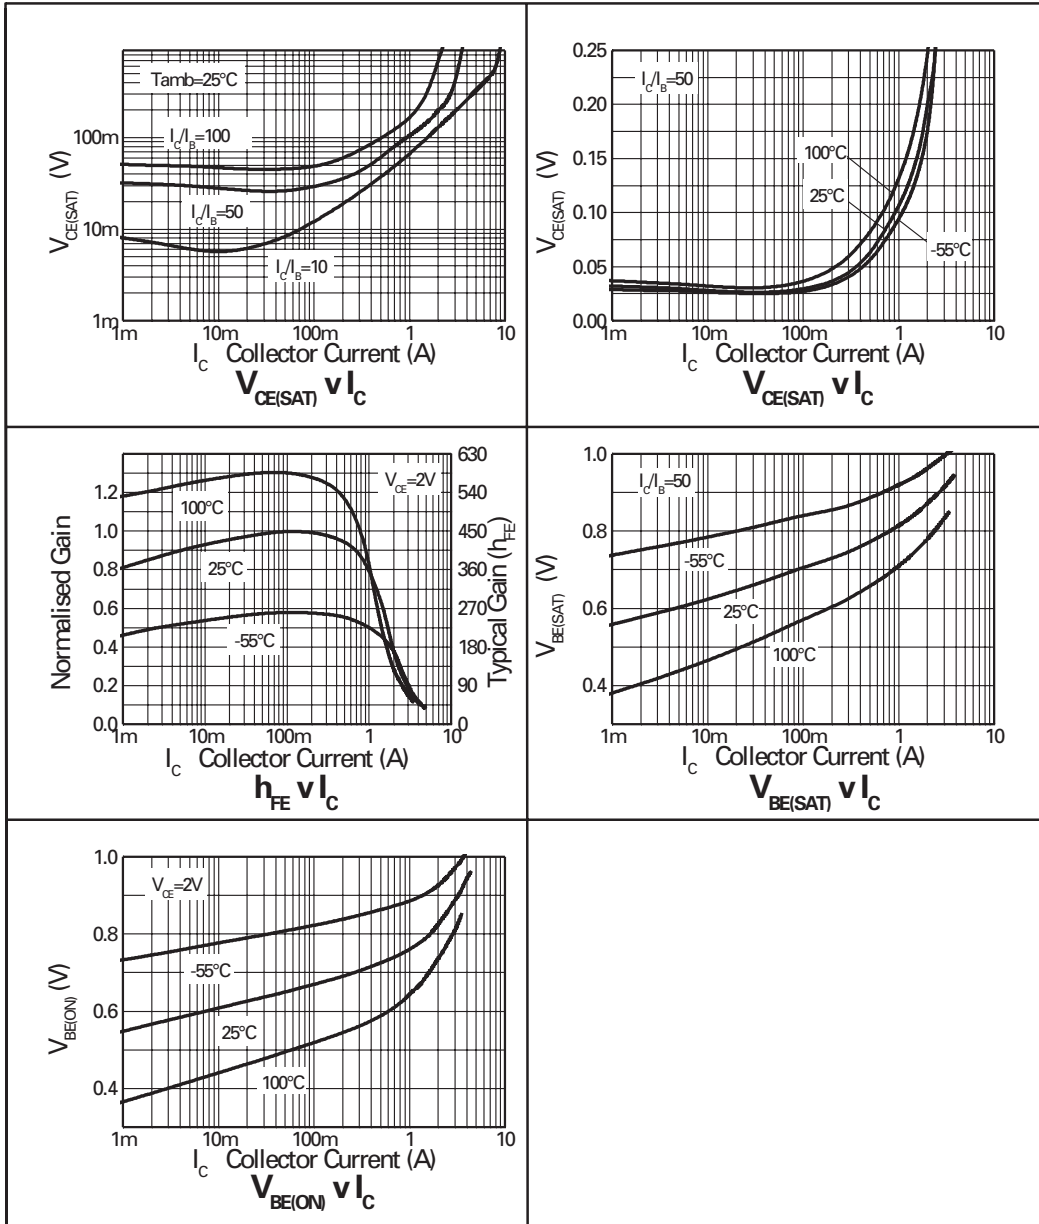 Tamb=25°C
I_C/I_B=100
I_C/I_B=50
I_C/I_B=10
100m
10m
1m
V_CE(SAT) (V)
1m 10m 100m 1 10
I_C Collector Current (A)
V_CE(SAT) v I_C
I_C/I_B=50
100°C
25°C
-55°C
0.25
0.20
0.15
0.10
0.05
0.00
V_CE(SAT) (V)
1m 10m 100m 1 10
I_C Collector Current (A)
V_CE(SAT) v I_C
V_CE=2V
100°C
25°C
-55°C
1.2
1.0
0.8
0.6
0.4
0.2
0.0
Normalised Gain
630
540
450
360
270
180
90
0
Typical Gain (h_FE)
1m 10m 100m 1 10
I_C Collector Current (A)
h_FE v I_C
I_C/I_B=50
-55°C
25°C
100°C
1.0
0.8
0.6
0.4
V_BE(SAT) (V)
1m 10m 100m 1 10
I_C Collector Current (A)
V_BE(SAT) v I_C
V_CE=2V
-55°C
25°C
100°C
1.0
0.8
0.6
0.4
V_BE(ON) (V)
1m 10m 100m 1 10
I_C Collector Current (A)
V_BE(ON) v I_C